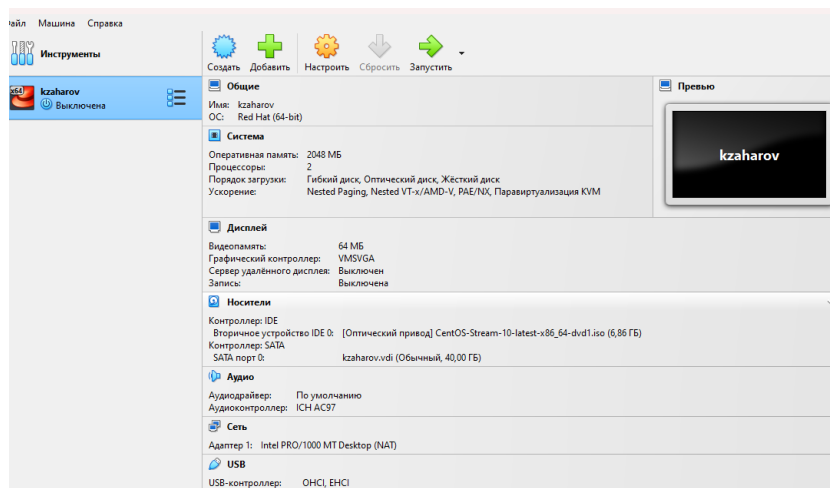 Файл Машина Справка
Инструменты
Создать Добавить Настроить Сбросить Запустить
x64
kzaharov
Выключена
Общие
Имя: kzaharov
ОС: Red Hat (64-bit)
Система
Оперативная память: 2048 МБ
Процессоры: 2
Порядок загрузки: Гибкий диск, Оптический диск, Жёсткий диск
Ускорение: Nested Paging, Nested VT-x/AMD-V, PAE/NX, Паравиртуализация KVM
Превью
kzaharov
Дисплей
Видеопамять: 64 МБ
Графический контроллер: VMSVGA
Сервер удалённого дисплея: Выключен
Запись: Выключена
Носители
Контроллер: IDE
Вторичное устройство IDE 0: [Оптический привод] CentOS-Stream-10-latest-x86_64-dvd1.iso (6,86 ГБ)
Контроллер: SATA
SATA порт 0: kzaharov.vdi (Обычный, 40,00 ГБ)
Аудио
Аудиодрайвер: По умолчанию
Аудиоконтроллер: ICH AC97
Сеть
Адаптер 1: Intel PRO/1000 MT Desktop (NAT)
USB
USB-контроллер: OHCI, EHCI